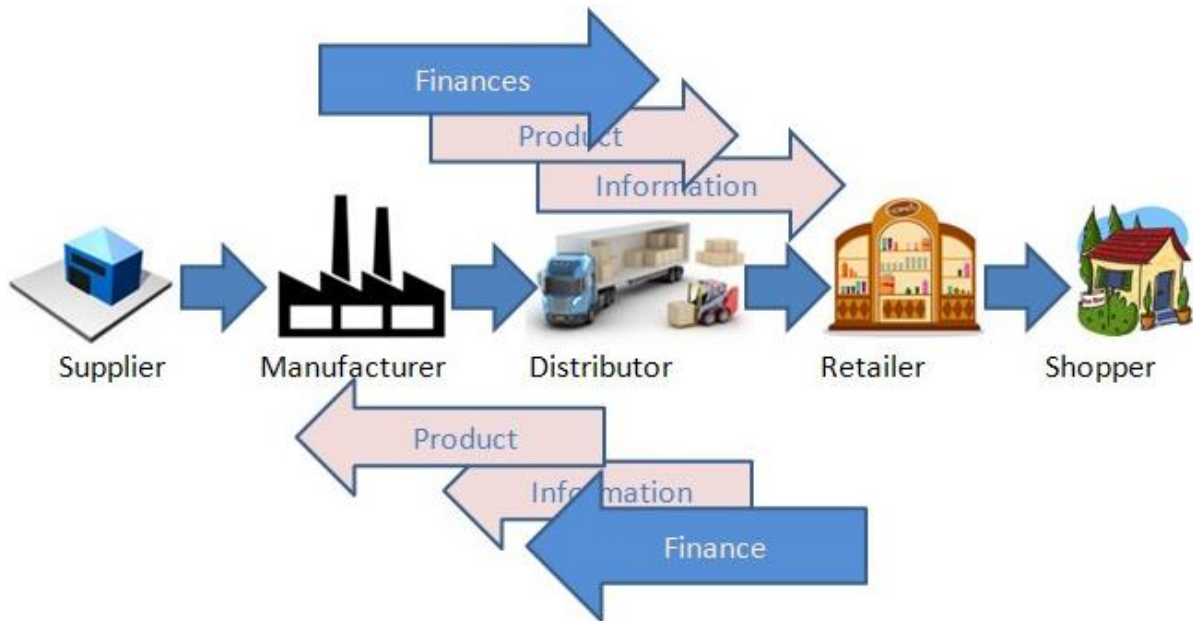 Finances
Product
Information
Supplier
Manufacturer
Distributor
Retailer
Shopper
Product
Information
Finance